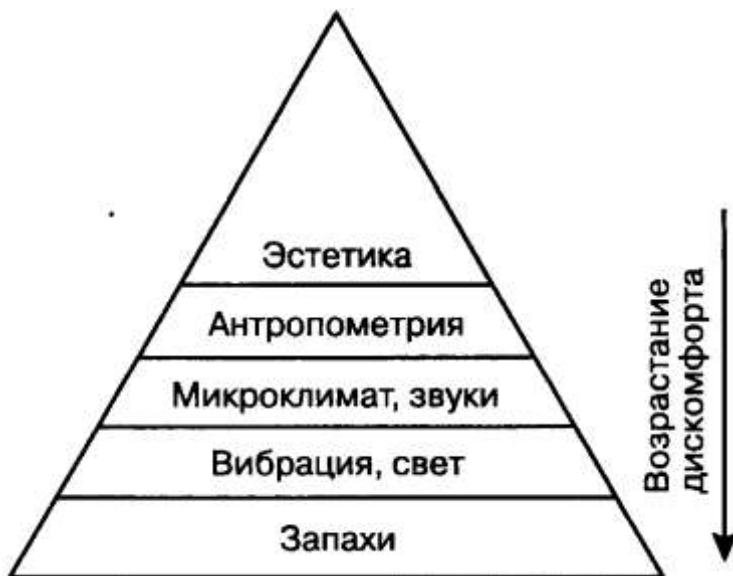 Эстетика
Антропометрия
Микроклимат, звуки
Вибрация, свет
Запахи
Возрастание
дискомфорта